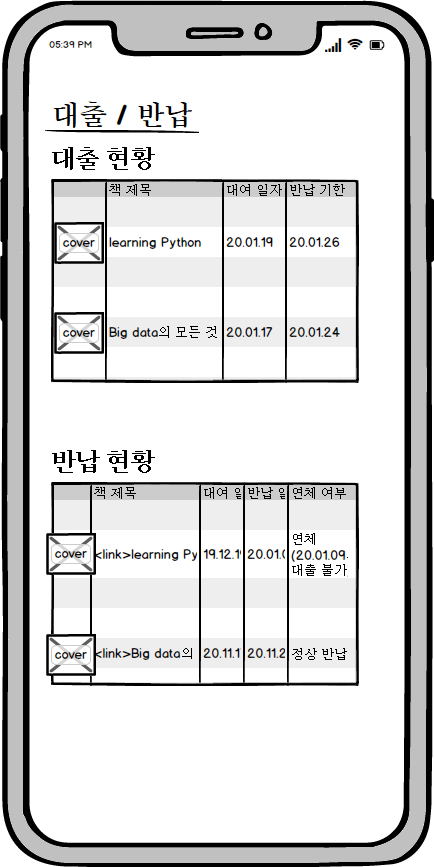 05:39 PM
대출 / 반납
대출 현황
책 제목 대여 일자 반납 기한
cover learning Python 20.01.19 20.01.26
cover Big data의 모든 것 20.01.17 20.01.24
반납 현황
책 제목 대여 반납 연체 여부
연체
cover <link>learning Py 19.12.1 20.01.0 (20.01.09.
대출 불가
cover <link>Big data의 20.11.1 20.11.2 정상 반납